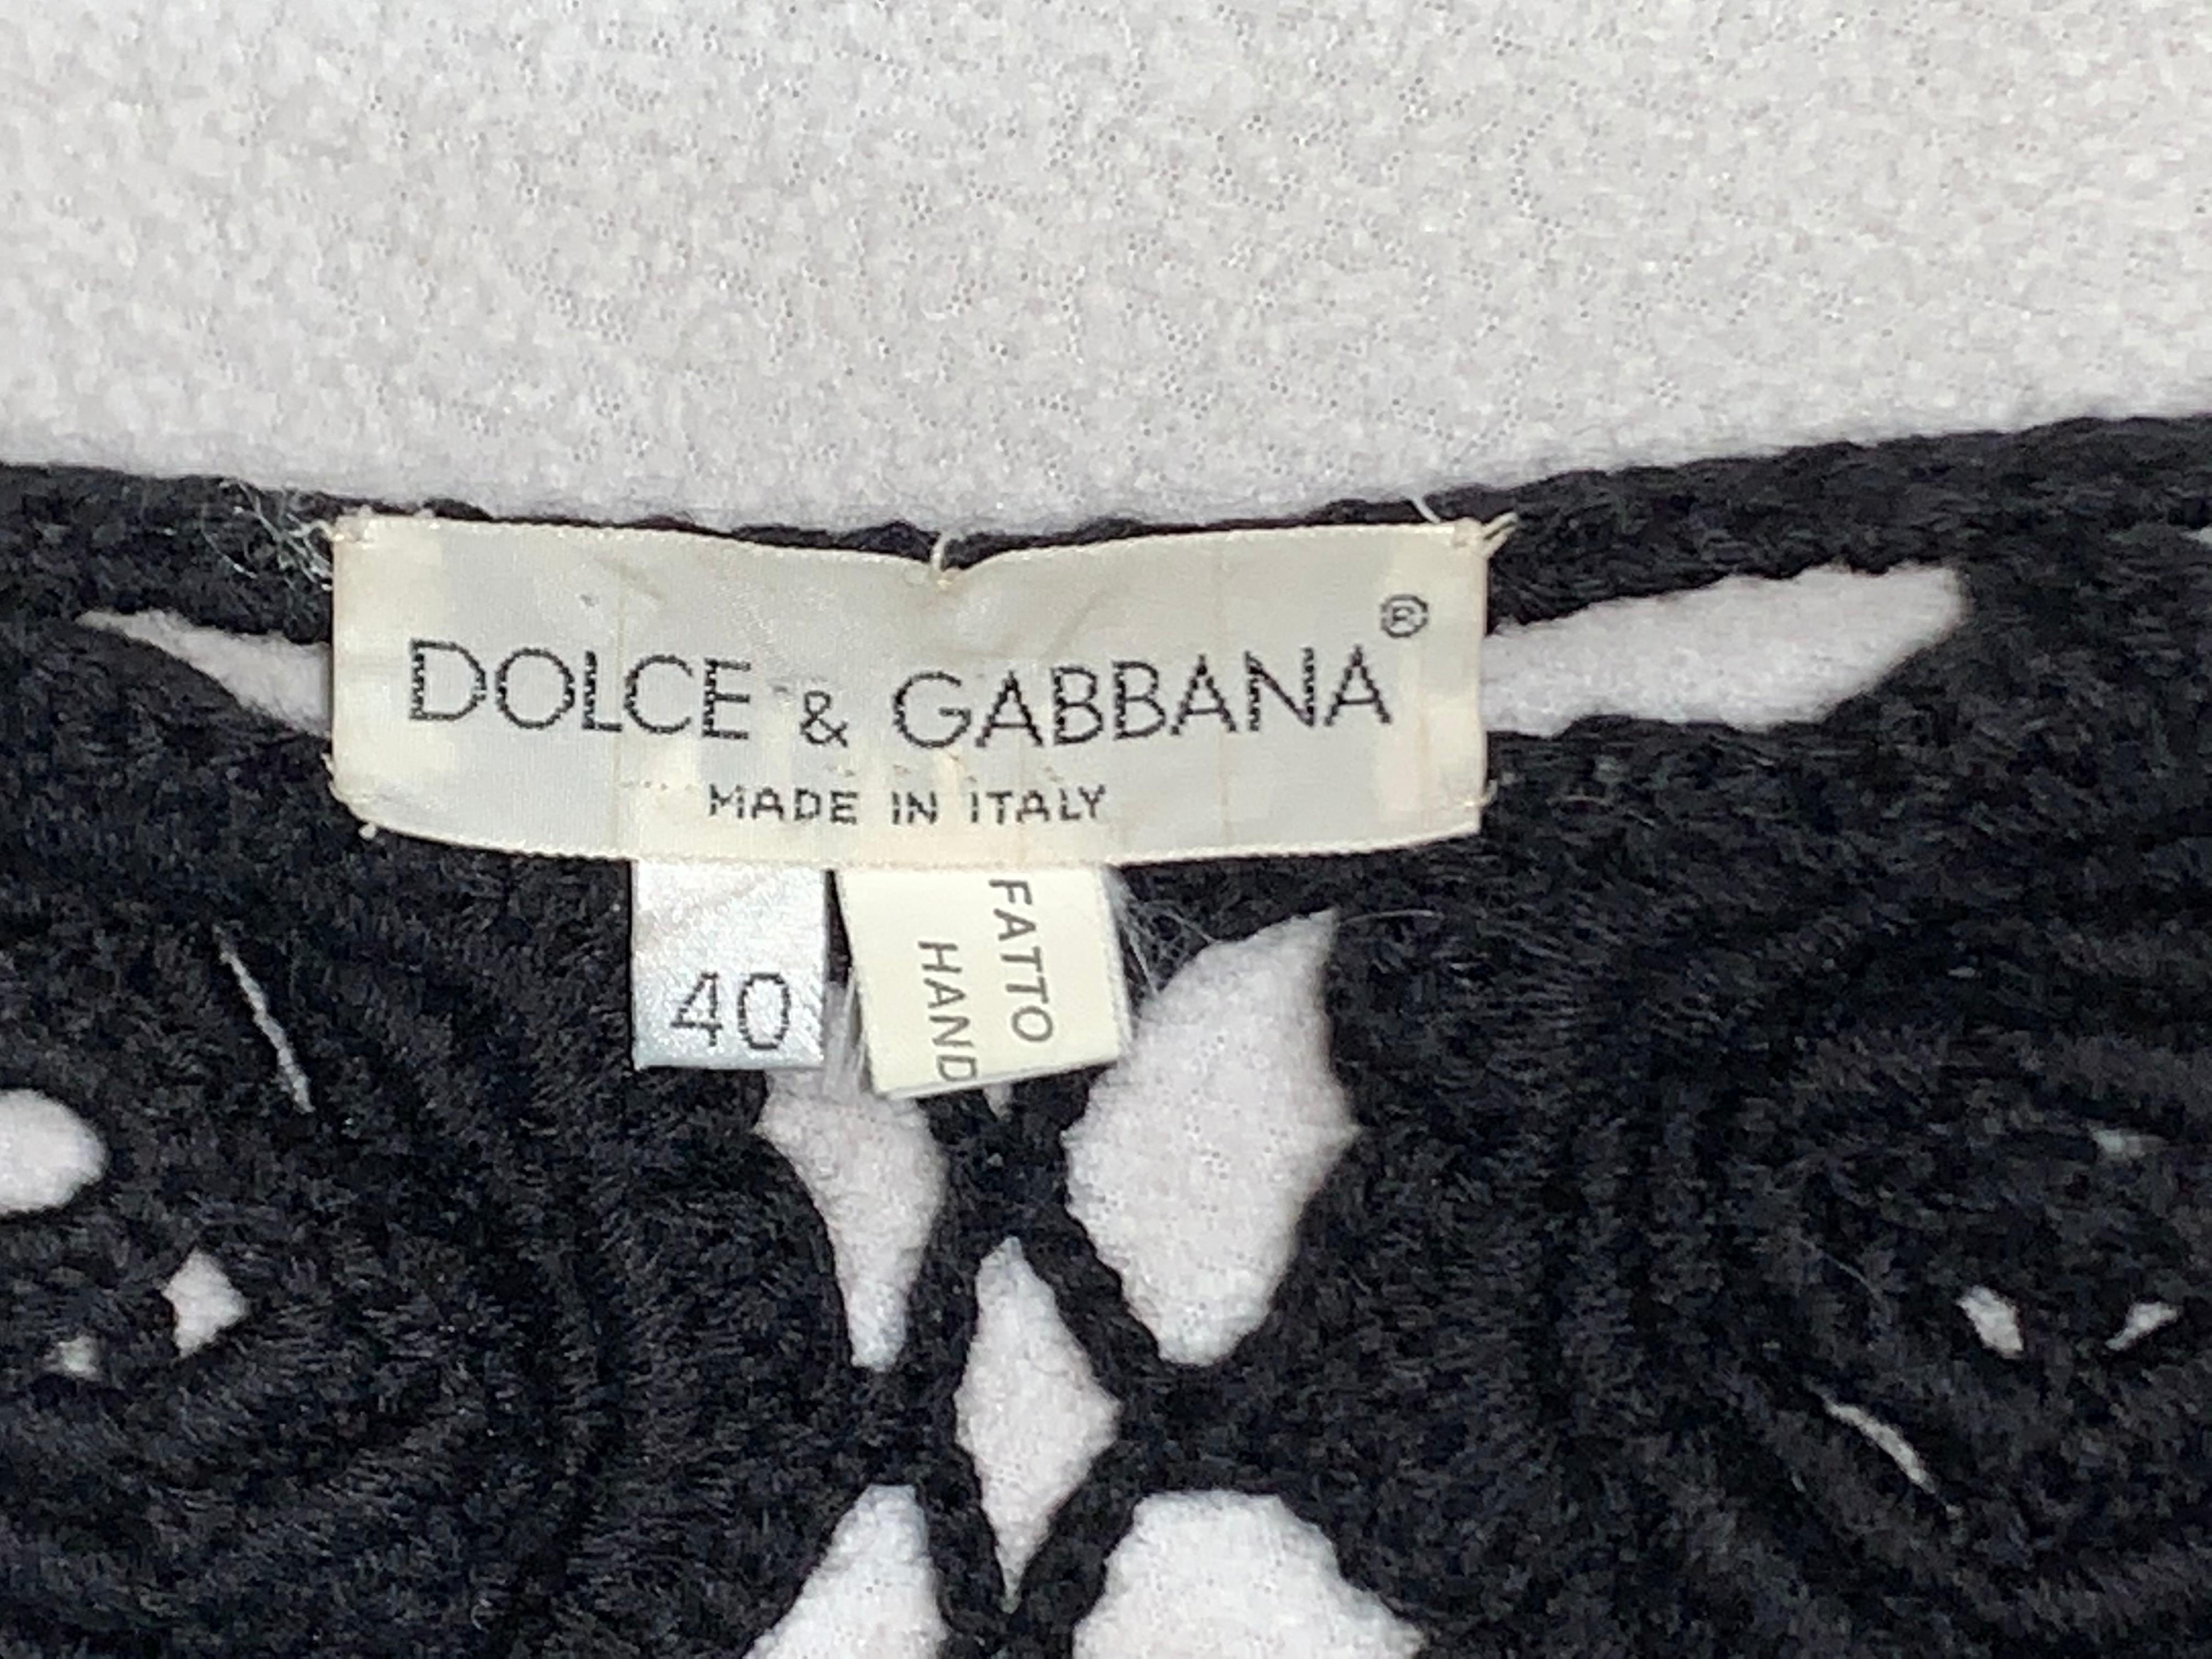 DOLCE & GABBANA®
MADE IN ITALY
40
FATTO
HAND